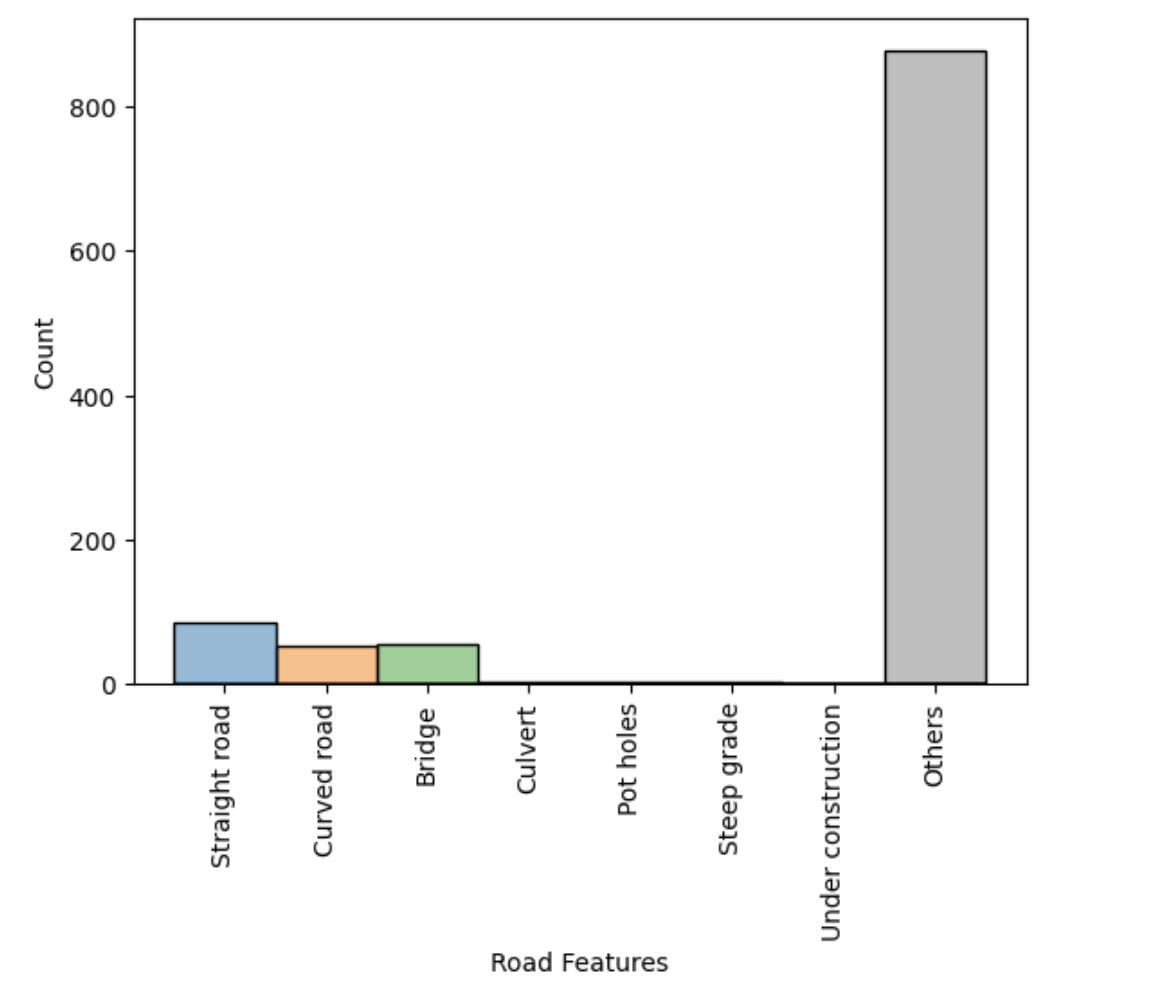 Count
800
600
400
200
0
Straight road
Curved road
Bridge
Culvert
Pot holes
Steep grade
Under construction
Others
Road Features